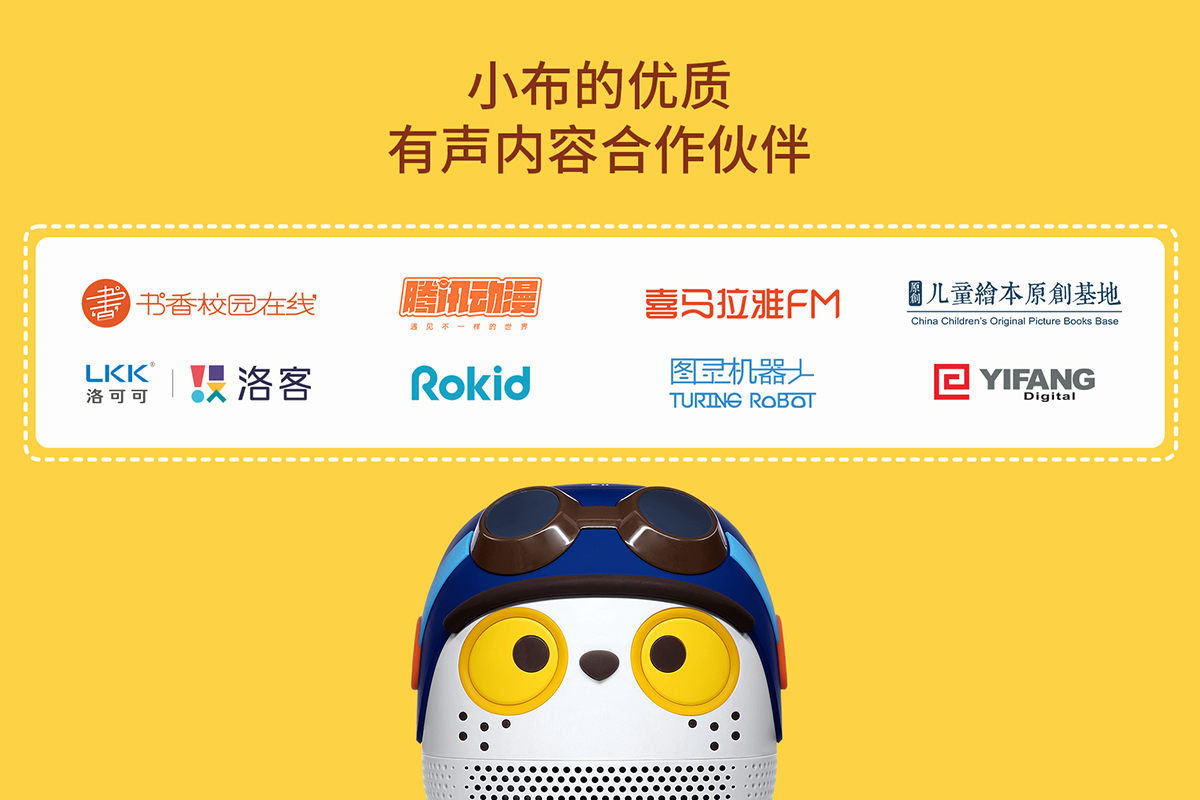 小布的优质
有声内容合作伙伴
書 书香校园在线
腾讯动漫
遇见不一样的世界
喜马拉雅FM
原創 儿童繪本原創基地
China Children's Original Picture Books Base
LKK®
洛可可
洛客
Rokid
图灵机器人
TURING ROBOT
YIFANG
Digital